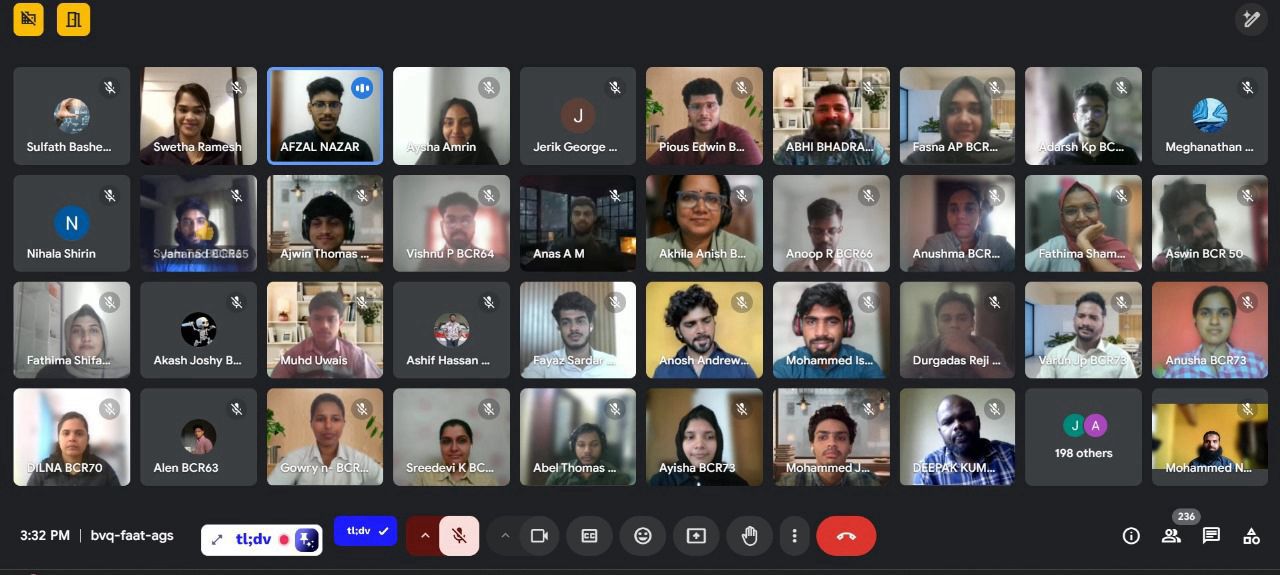 Sulfath Bashe...
Swetha Ramesh
AFZAL NAZAR
Aysha Amrin
J
Jerik George ...
Pious Edwin B...
ABHI BHADRA...
Fasna AP BCR...
Adarsh Kp BC...
Meghanathan ...
N
Nihala Shirin
Ajwin Thomas ...
Vishnu P BCR64
Anas A M
Akhila Anish B...
Anoop R BCR66
Anushma BCR...
Fathima Sham...
Aswin BCR 50
Fathima Shifa...
Akash Joshy B...
Muhd Uwais
Ashif Hassan ...
Fayaz Sardar ...
Anosh Andrew...
Mohammed Is...
Durgadas Reji ...
Varun Jp BCR73
Anusha BCR73
DILNA BCR70
Alen BCR63
Gowry n- BCR...
Sreedevi K BC...
Abel Thomas ...
Ayisha BCR73
Mohammed J...
DEEPAK KUM...
J A
198 others
Mohammed N...
236
3:32 PM | bvq-faat-ags
tl;dv
tl;dv
CC